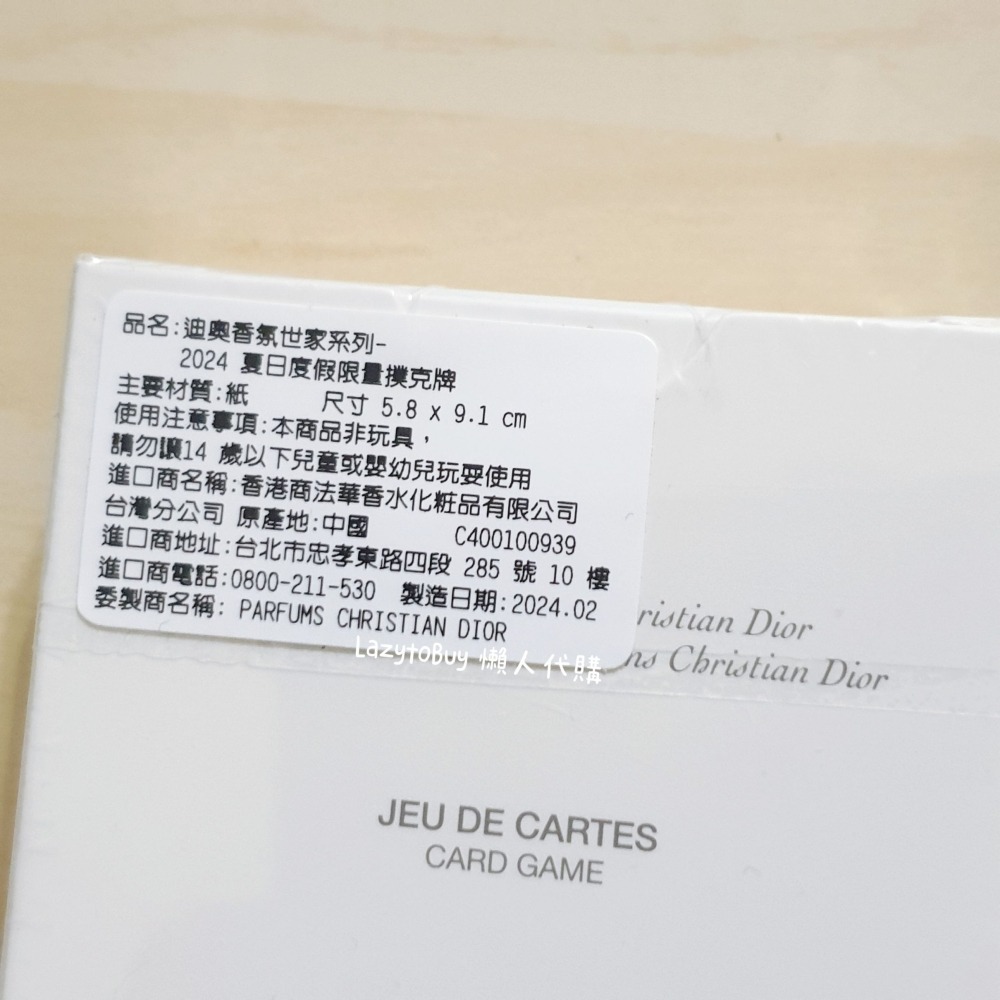 品名:迪奧香氛世家系列-
2024 夏日度假限量撲克牌
主要材質:紙 尺寸 5.8 x 9.1 cm
使用注意事項:本商品非玩具，
請勿讓14 歲以下兒童或嬰幼兒玩耍使用
進口商名稱:香港商法華香水化粧品有限公司
台灣分公司 原產地:中國 C400100939
進口商地址:台北市忠孝東路四段 285 號 10 樓
進口商電話:0800-211-530 製造日期:2024.02
委製商名稱: PARFUMS CHRISTIAN DIOR
LazytoBuy 懶人代購
ristian Dior
ns Christian Dior
JEU DE CARTES
CARD GAME